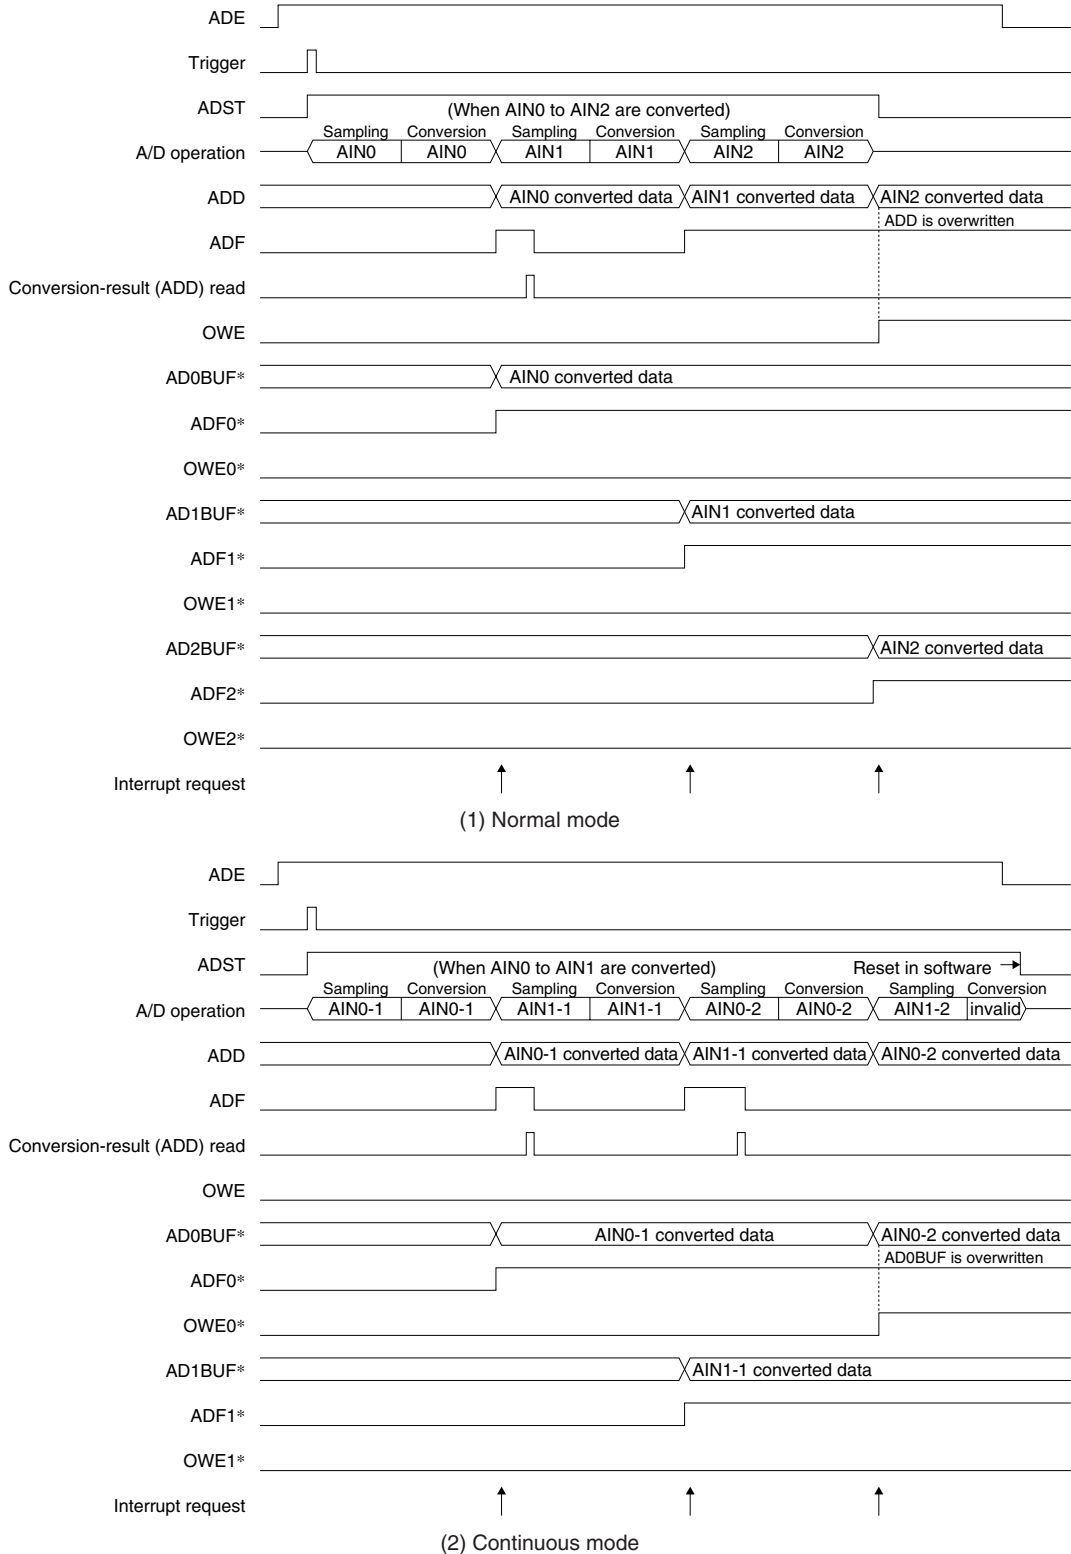 ADE
Trigger
ADST (When AIN0 to AIN2 are converted)
Sampling Conversion Sampling Conversion Sampling Conversion
A/D operation AIN0 AIN0 AIN1 AIN1 AIN2 AIN2
ADD AIN0 converted data AIN1 converted data AIN2 converted data
ADD is overwritten
ADF
Conversion-result (ADD) read
OWE
AD0BUF* AIN0 converted data
ADF0*
OWE0*
AD1BUF* AIN1 converted data
ADF1*
OWE1*
AD2BUF* AIN2 converted data
ADF2*
OWE2*
Interrupt request
(1) Normal mode
ADE
Trigger
ADST (When AIN0 to AIN1 are converted) Reset in software
Sampling Conversion Sampling Conversion Sampling Conversion Sampling Conversion
A/D operation AIN0-1 AIN0-1 AIN1-1 AIN1-1 AIN0-2 AIN0-2 AIN1-2 invalid
ADD AIN0-1 converted data AIN1-1 converted data AIN0-2 converted data
ADF
Conversion-result (ADD) read
OWE
AD0BUF* AIN0-1 converted data AIN0-2 converted data
AD0BUF is overwritten
ADF0*
OWE0*
AD1BUF* AIN1-1 converted data
ADF1*
OWE1*
Interrupt request
(2) Continuous mode